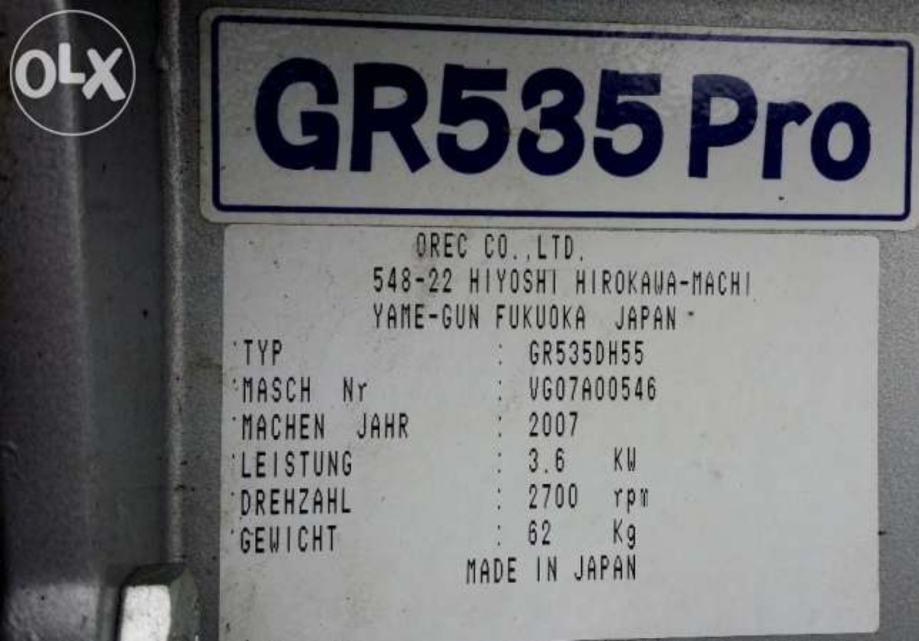 OLX
GR535 Pro
OREC CO.,LTD.
548-22 HIYOSHI HIROKAWA-MACHI
YAME-GUN FUKUOKA JAPAN
TYP : GR535DH55
MASCH Nr : VG07A00546
MACHEN JAHR : 2007
LEISTUNG : 3.6 KW
DREHZAHL : 2700 rpm
GEWICHT : 62 Kg
MADE IN JAPAN